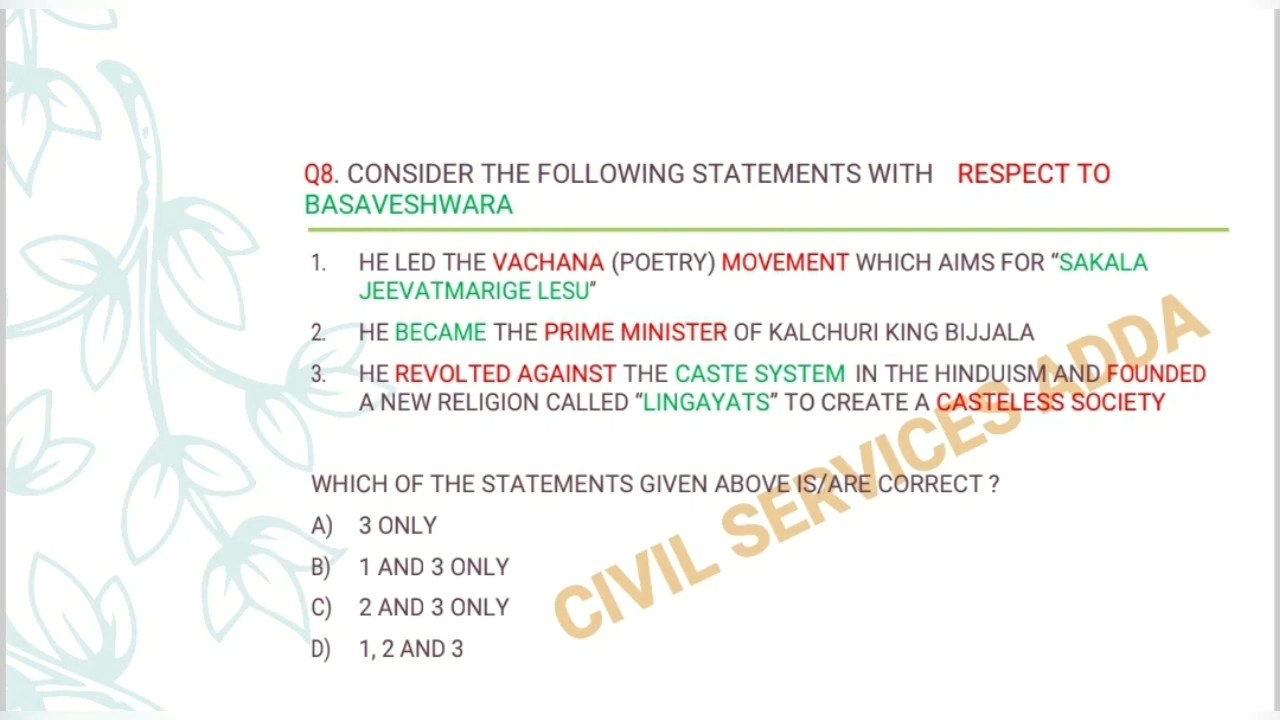 Q8. CONSIDER THE FOLLOWING STATEMENTS WITH RESPECT TO
BASAVESHWARA
1. HE LED THE VACHANA (POETRY) MOVEMENT WHICH AIMS FOR “SAKALA
JEEVATMARIGE LESU”
2. HE BECAME THE PRIME MINISTER OF KALCHURI KING BIJJALA
3. HE REVOLTED AGAINST THE CASTE SYSTEM IN THE HINDUISM AND FOUNDED
A NEW RELIGION CALLED “LINGAYATS” TO CREATE A CASTELESS SOCIETY
WHICH OF THE STATEMENTS GIVEN ABOVE IS/ARE CORRECT ?
A) 3 ONLY
B) 1 AND 3 ONLY
C) 2 AND 3 ONLY
D) 1, 2 AND 3
CIVIL SERVICES ADDA